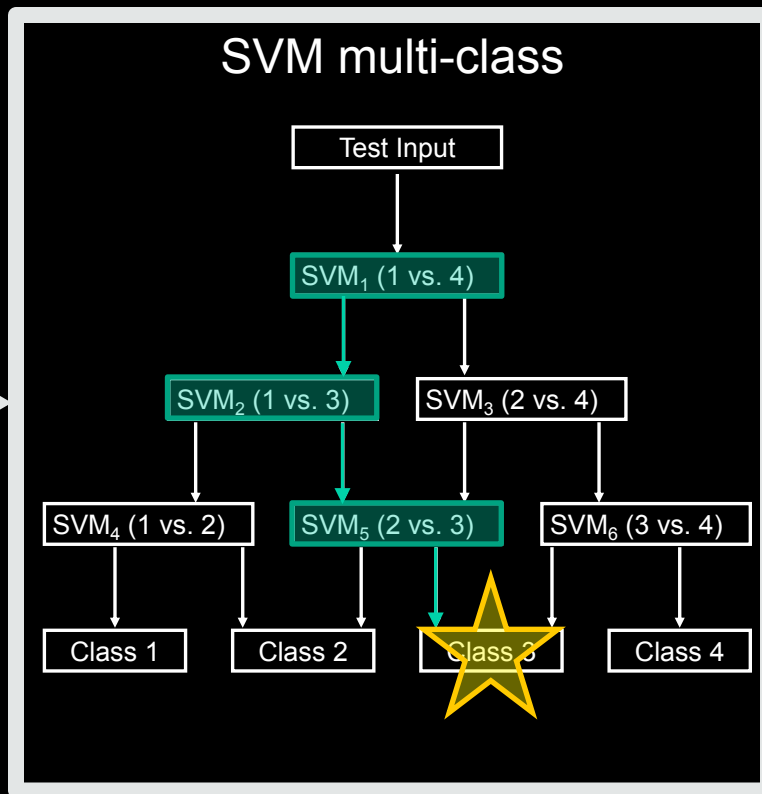 SVM multi-class
Test Input
SVM₁ (1 vs. 4)
SVM₂ (1 vs. 3)
SVM₃ (2 vs. 4)
SVM₄ (1 vs. 2)
SVM₅ (2 vs. 3)
SVM₆ (3 vs. 4)
Class 1
Class 2
Class 3
Class 4